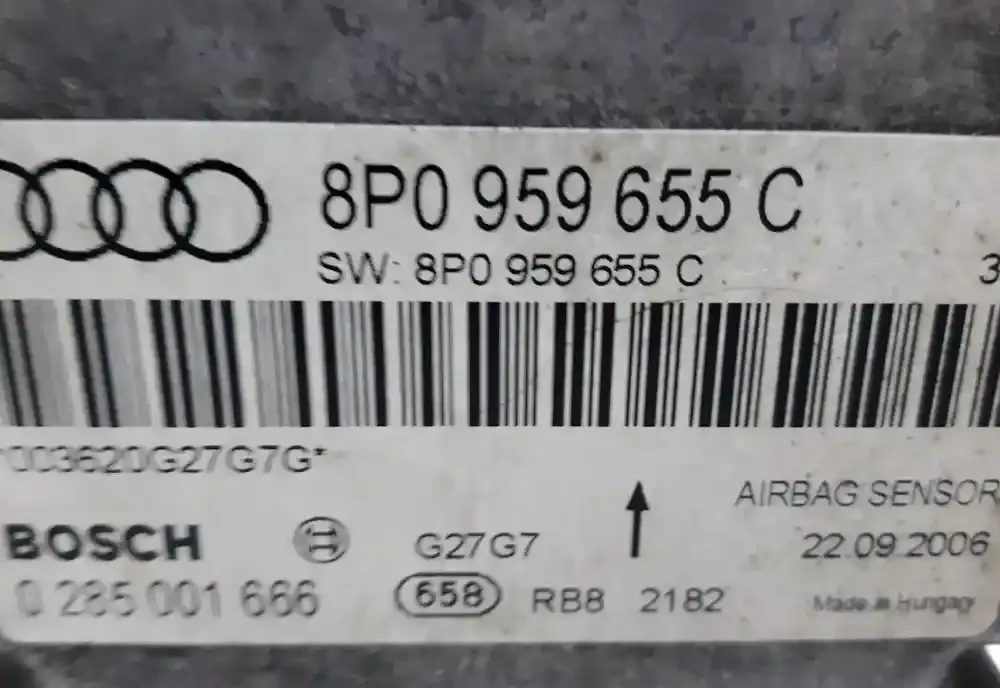 8P0 959 655 C
SW: 8P0 959 655 C
3
*003620G27G7G*
AIRBAG SENSOR
BOSCH
G27G7
22.09.2006
0 285 001 666
658
RB8 2182
Made in Hungary